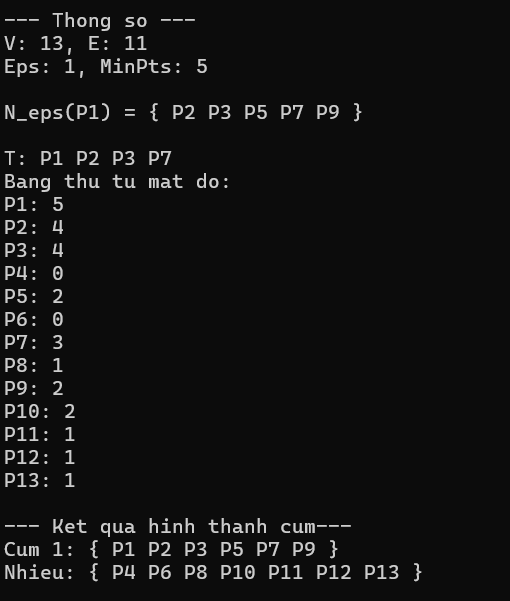 --- Thong so ---
V: 13, E: 11
Eps: 1, MinPts: 5
N_eps(P1) = { P2 P3 P5 P7 P9 }
T: P1 P2 P3 P7
Bang thu tu mat do:
P1: 5
P2: 4
P3: 4
P4: 0
P5: 2
P6: 0
P7: 3
P8: 1
P9: 2
P10: 2
P11: 1
P12: 1
P13: 1
--- Ket qua hinh thanh cum---
Cum 1: { P1 P2 P3 P5 P7 P9 }
Nhieu: { P4 P6 P8 P10 P11 P12 P13 }